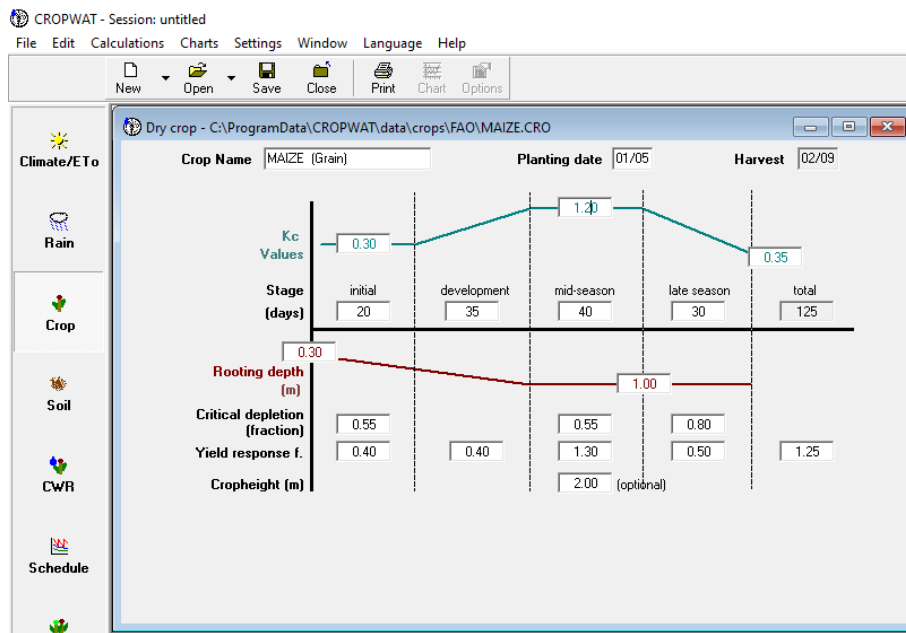 CROPWAT - Session: untitled
File Edit Calculations Charts Settings Window Language Help
New Open Save Close Print Chart Options
Climate/ETo
Rain
Crop
Soil
CWR
Schedule
Dry crop - C:\ProgramData\CROPWAT\data\crops\FAO\MAIZE.CRO
Crop Name MAIZE (Grain) Planting date 01/05 Harvest 02/09
Kc Values 0.30 1.20 0.35
Stage initial development mid-season late season total
(days) 20 35 40 30 125
Rooting depth (m) 0.30 1.00
Critical depletion (fraction) 0.55 0.55 0.80
Yield response f. 0.40 0.40 1.30 0.50 1.25
Cropheight (m) 2.00 (optional)